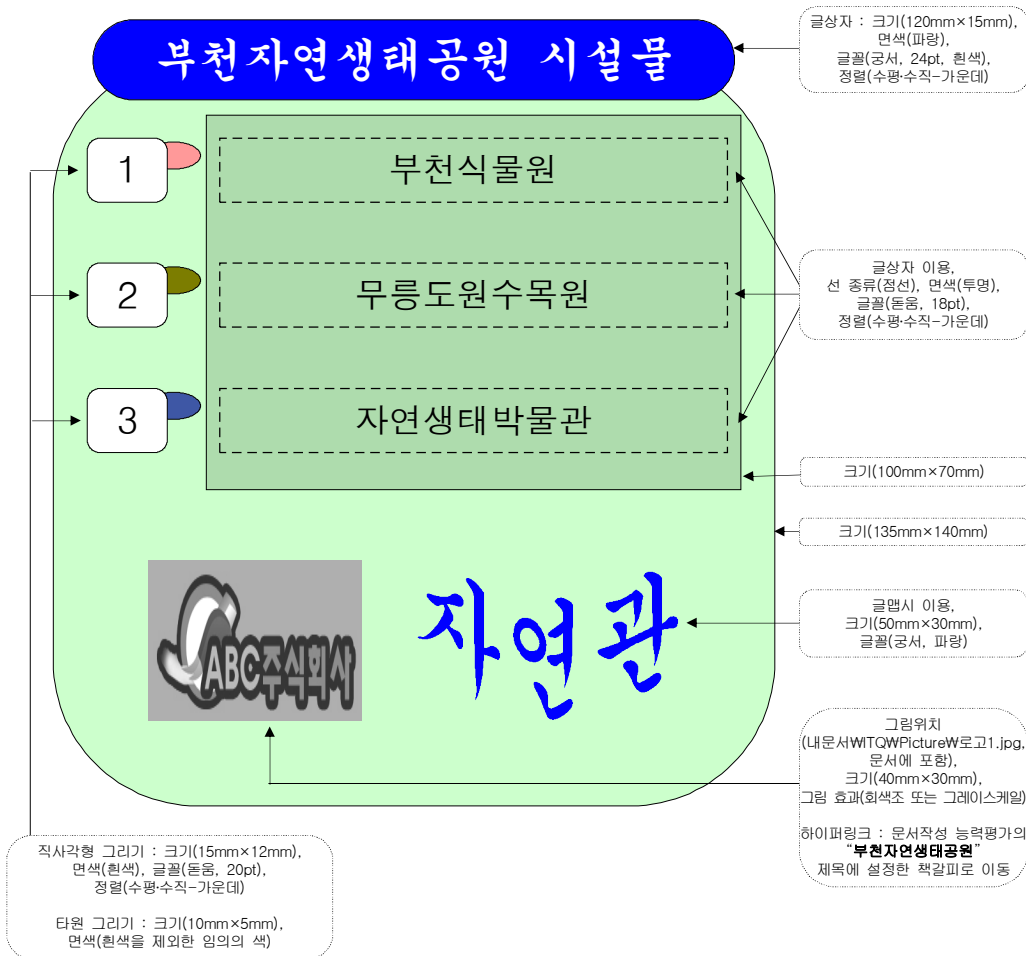 부천자연생태공원 시설물
글상자 : 크기(120mm×15mm),
면색(파랑),
글꼴(궁서, 24pt, 흰색),
정렬(수평·수직-가운데)
1
부천식물원
2
무릉도원수목원
3
자연생태박물관
글상자 이용,
선 종류(점선), 면색(투명),
글꼴(돋움, 18pt),
정렬(수평·수직-가운데)
크기(100mm×70mm)
크기(135mm×140mm)
ABC주식회사
자연관
글맵시 이용,
크기(50mm×30mm),
글꼴(궁서, 파랑)
그림위치
(내문서₩ITQ₩Picture₩로고1.jpg,
문서에 포함),
크기(40mm×30mm),
그림 효과(회색조 또는 그레이스케일)
하이퍼링크 : 문서작성 능력평가의
“부천자연생태공원”
제목에 설정한 책갈피로 이동
직사각형 그리기 : 크기(15mm×12mm),
면색(흰색), 글꼴(돋움, 20pt),
정렬(수평·수직-가운데)
타원 그리기 : 크기(10mm×5mm),
면색(흰색을 제외한 임의의 색)